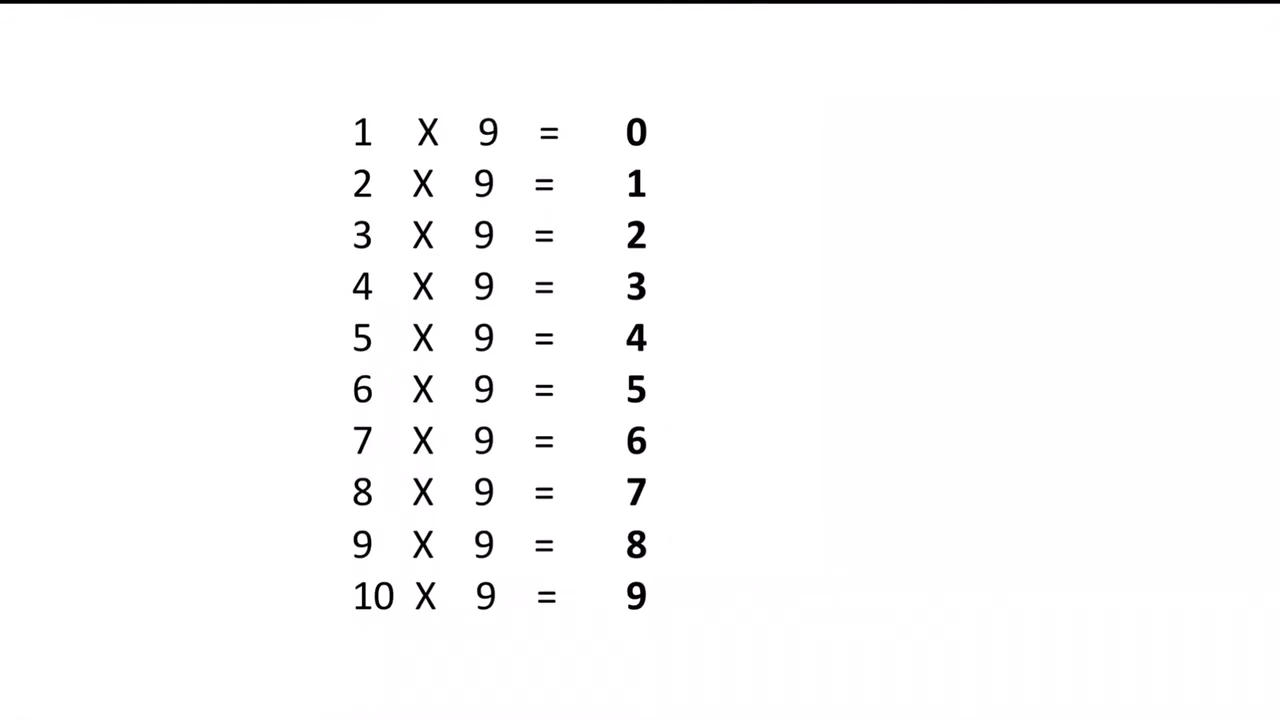 1 X 9 = 0
2 X 9 = 1
3 X 9 = 2
4 X 9 = 3
5 X 9 = 4
6 X 9 = 5
7 X 9 = 6
8 X 9 = 7
9 X 9 = 8
10 X 9 = 9